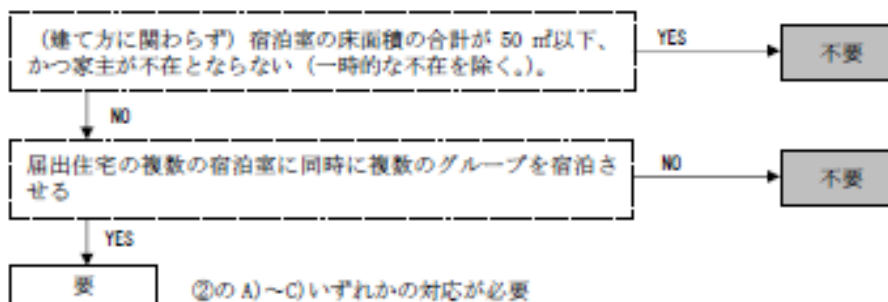 （建て方に関わらず）宿泊室の床面積の合計が 50 ㎡以下、
かつ家主が不在とならない（一時的な不在を除く。）。
YES
不要
NO
届出住宅の複数の宿泊室に同時に複数のグループを宿泊さ
せる
NO
不要
YES
要
②の A)～C)いずれかの対応が必要